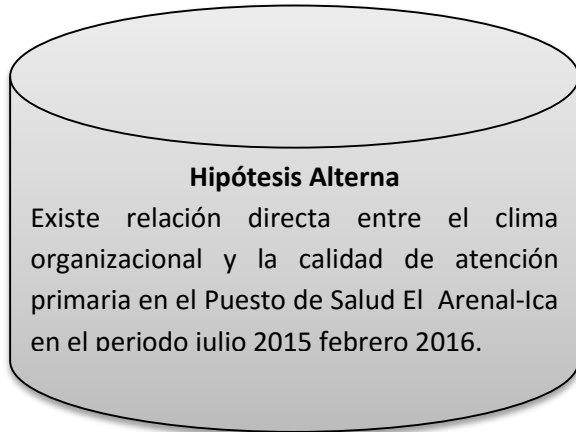 Hipótesis Alterna
Existe relación directa entre el clima
organizacional y la calidad de atención
primaria en el Puesto de Salud El Arenal-Ica
en el periodo julio 2015 febrero 2016.